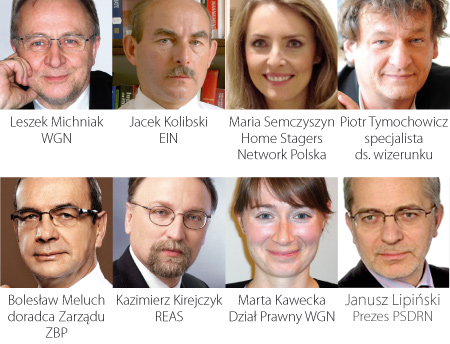 Leszek Michniak
WGN
Jacek Kolibski
EIN
Maria Semczyszyn
Home Stagers
Network Polska
Piotr Tymochowicz
specjalista
ds. wizerunku
Bolesław Meluch
doradca Zarządu
ZBP
Kazimierz Kirejczyk
REAS
Marta Kawecka
Dział Prawny WGN
Janusz Lipiński
Prezes PSDRN